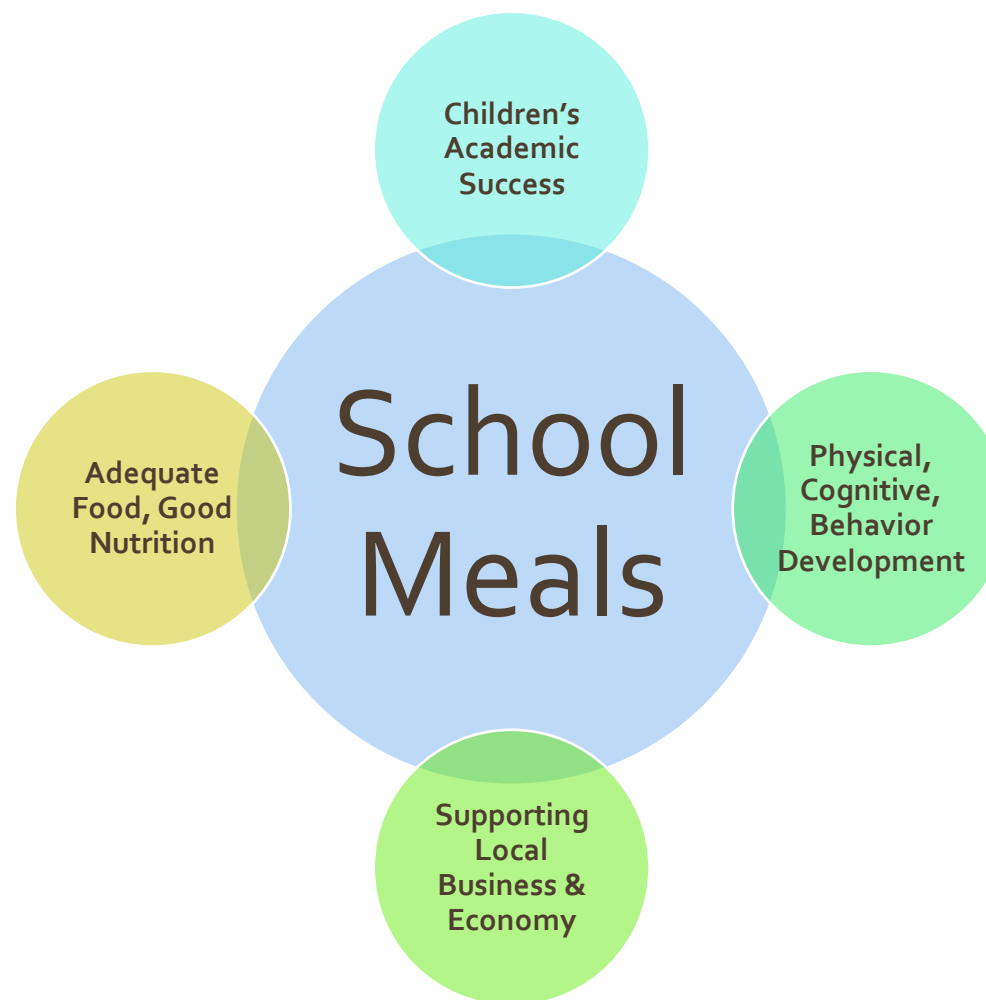 Children’s
Academic
Success
School
Meals
Adequate
Food, Good
Nutrition
Physical,
Cognitive,
Behavior
Development
Supporting
Local
Business &
Economy